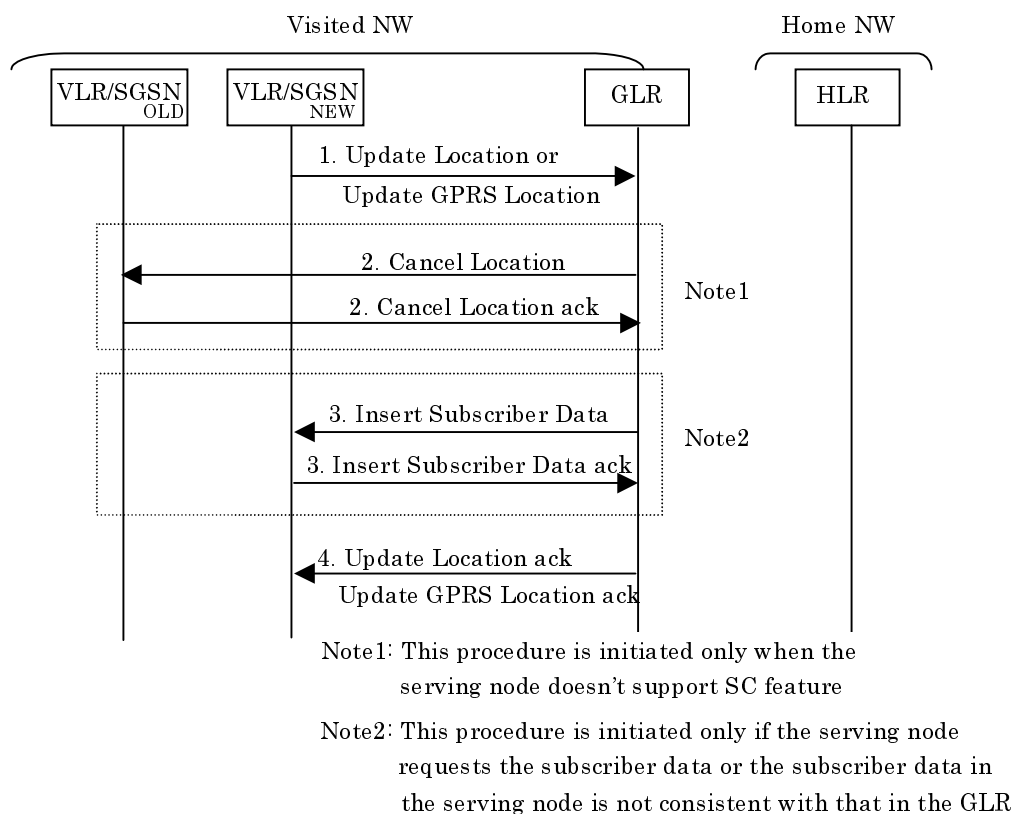 Visited NW
Home NW
VLR/SGSN
OLD
VLR/SGSN
NEW
GLR
HLR
1. Update Location or
Update GPRS Location
2. Cancel Location
Note1
2. Cancel Location ack
3. Insert Subscriber Data
Note2
3. Insert Subscriber Data ack
4. Update Location ack
Update GPRS Location ack
Note1: This procedure is initiated only when the
serving node doesn't support SC feature
Note2: This procedure is initiated only if the serving node
requests the subscriber data or the subscriber data in
the serving node is not consistent with that in the GLR